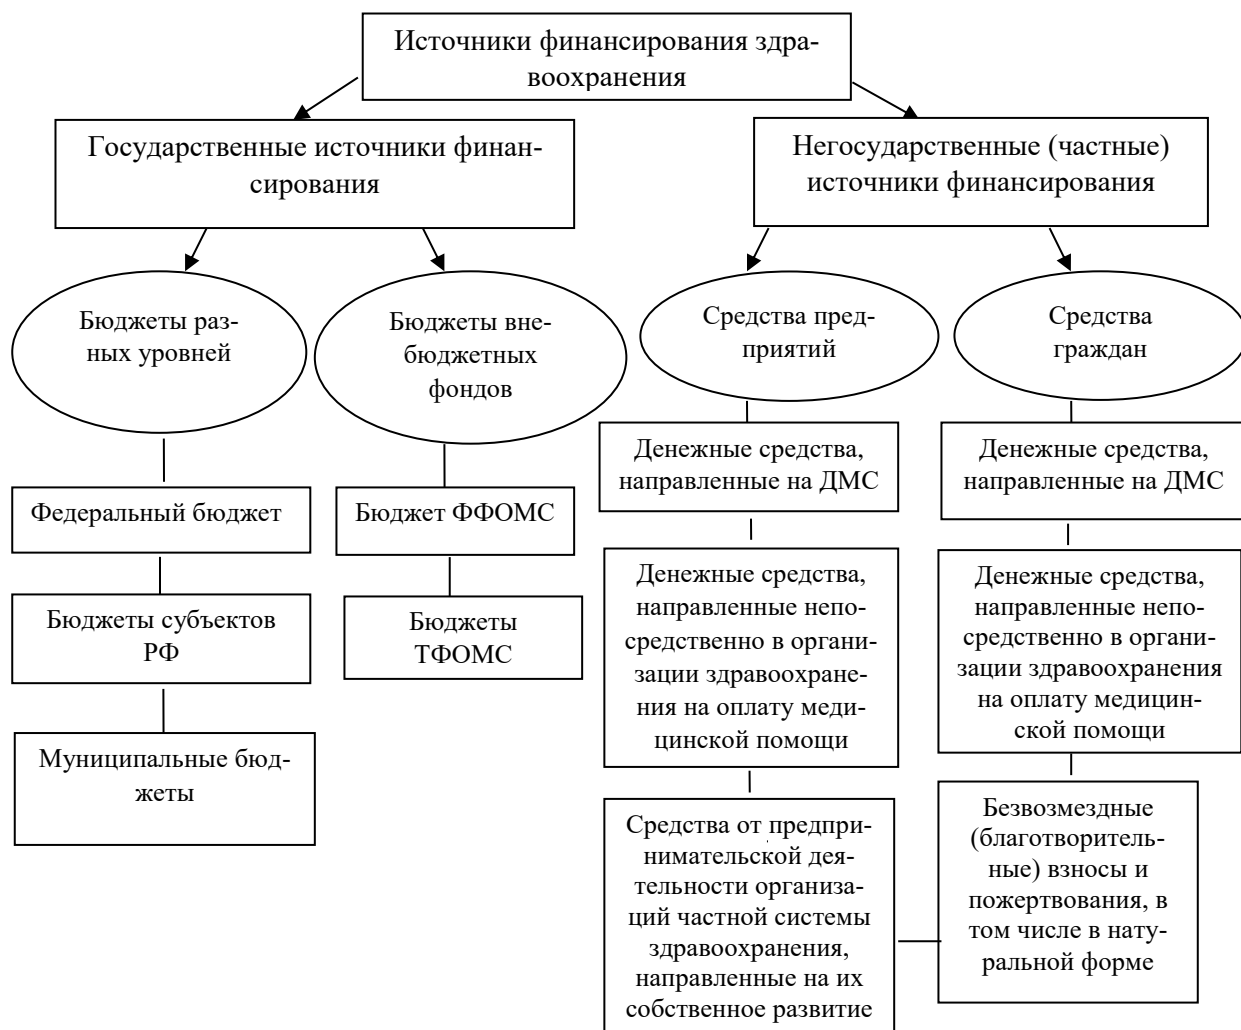 Источники финансирования здра-
воохранения
Государственные источники финан-
сирования
Негосударственные (частные)
источники финансирования
Бюджеты раз-
ных уровней
Бюджеты вне-
бюджетных
фондов
Средства пред-
приятий
Средства
граждан
Федеральный бюджет
Бюджеты субъектов
РФ
Муниципальные бюд-
жеты
Бюджет ФФОМС
Бюджеты
ТФОМС
Денежные средства,
направленные на ДМС
Денежные средства,
направленные непо-
средственно в органи-
зации здравоохране-
ния на оплату меди-
цинской помощи
Средства от предпри-
нимательской дея-
тельности организа-
ций частной системы
здравоохранения,
направленные на их
собственное развитие
Денежные средства,
направленные на ДМС
Денежные средства,
направленные непо-
средственно в органи-
зации здравоохранения
на оплату медицин-
ской помощи
Безвозмездные
(благотворитель-
ные) взносы и
пожертвования, в
том числе в нату-
ральной форме